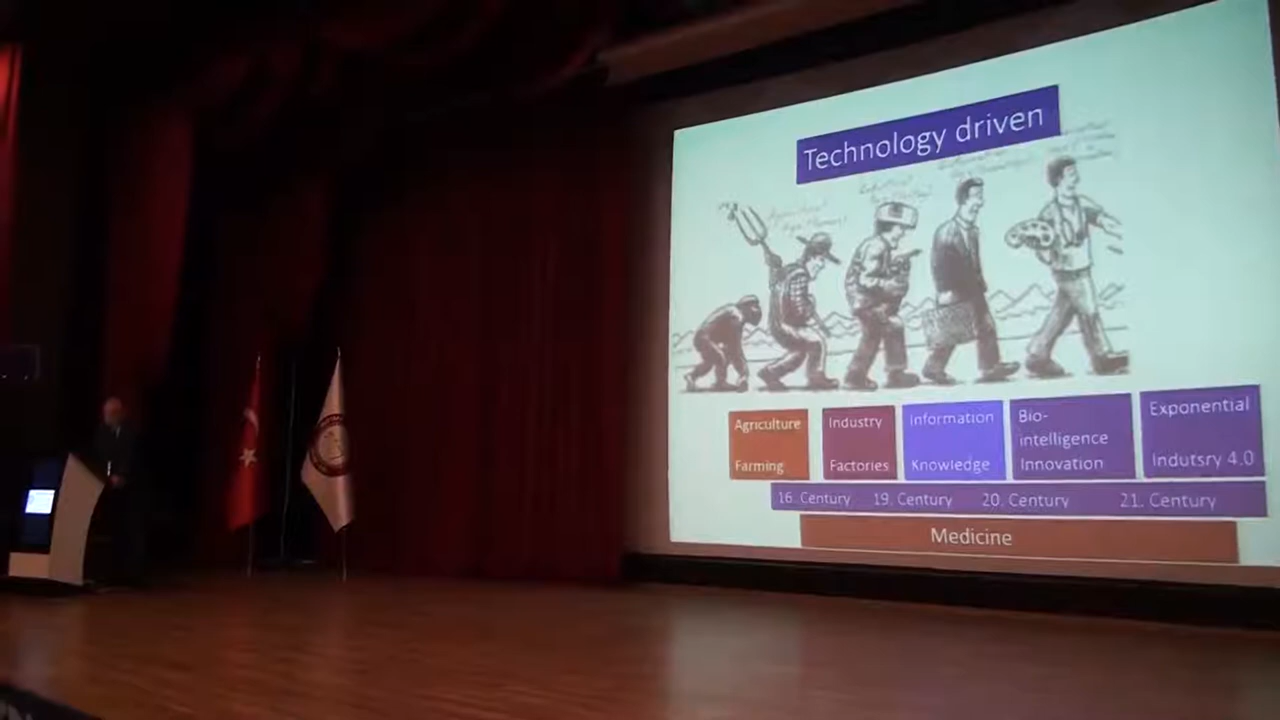 Technology driven
Agriculture
Farming
Industry
Factories
Information
Knowledge
Bio-
intelligence
Innovation
Exponential
Indutsry 4.0
16. Century
19. Century
20. Century
21. Century
Medicine